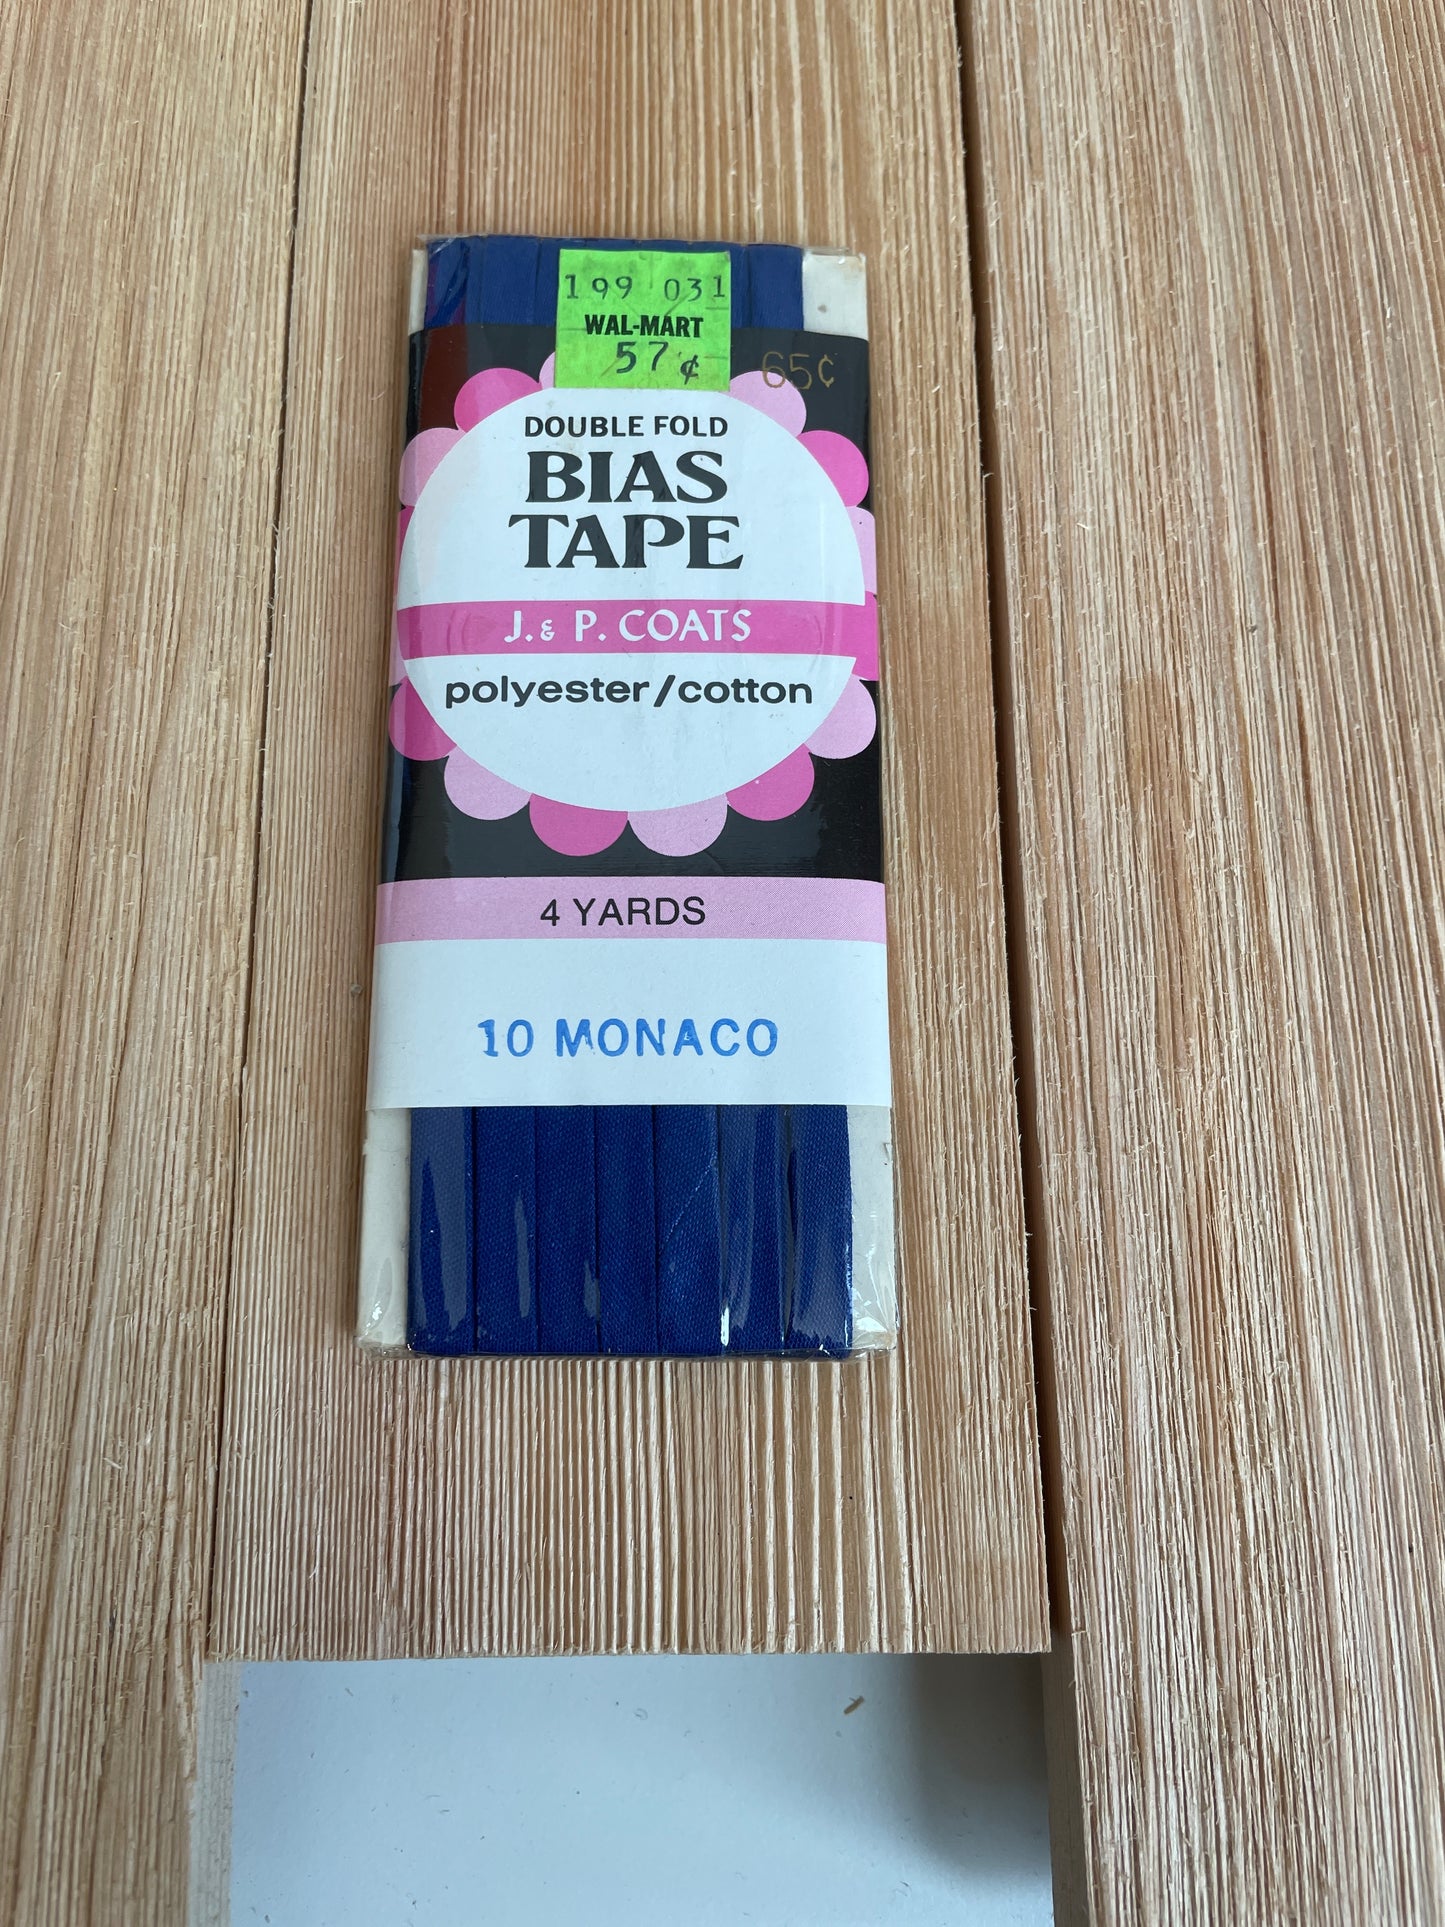 199 031
WAL-MART
57¢
65¢
DOUBLE FOLD
BIAS
TAPE
J. & P. COATS
polyester/cotton
4 YARDS
10 MONACO